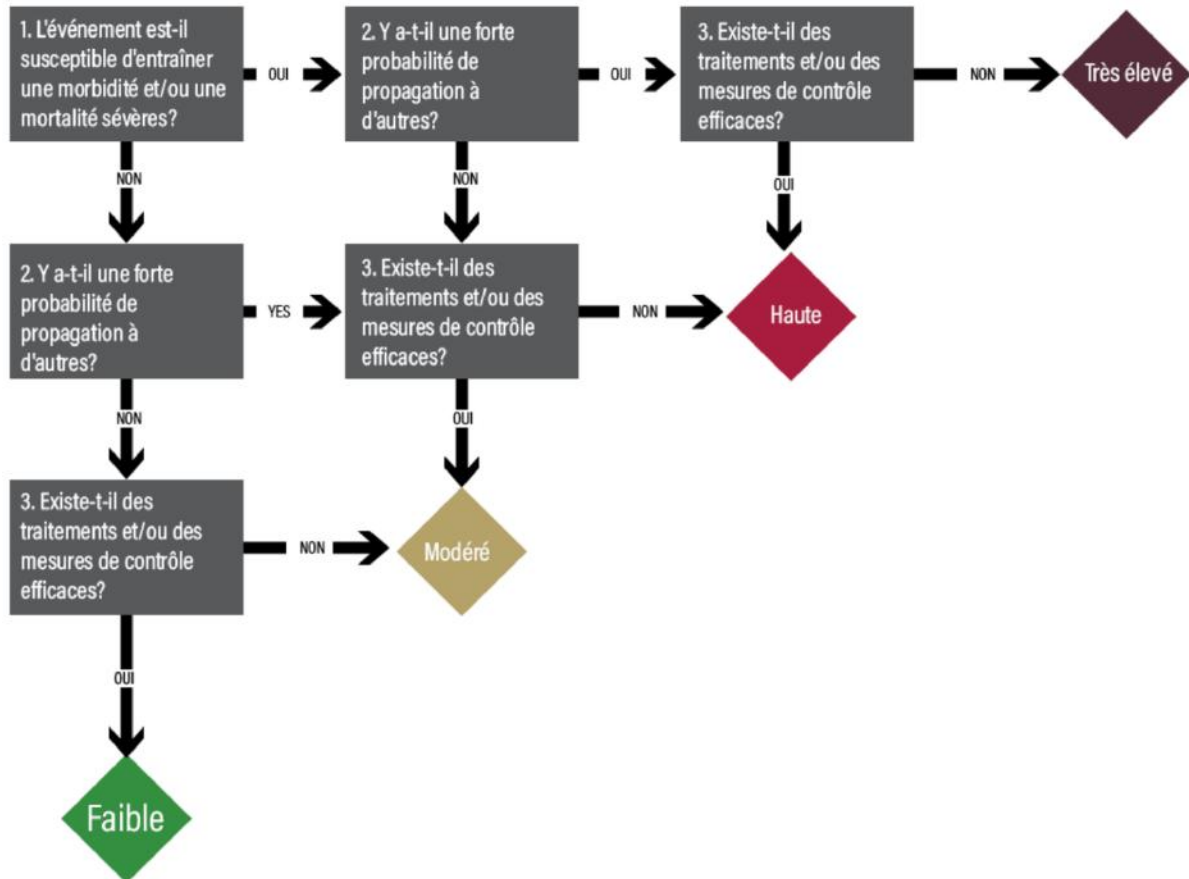 1. L'événement est-il
susceptible d'entraîner
une morbidité et/ou une
mortalité sévères?
OUI
2. Y a-t-il une forte
probabilité de
propagation à
d'autres?
OUI
3. Existe-t-il des
traitements et/ou des
mesures de contrôle
efficaces?
NON
Très élevé
NON
NON
OUI
2. Y a-t-il une forte
probabilité de
propagation à
d'autres?
YES
3. Existe-t-il des
traitements et/ou des
mesures de contrôle
efficaces?
NON
Haute
NON
OUI
3. Existe-t-il des
traitements et/ou des
mesures de contrôle
efficaces?
NON
Modéré
OUI
Faible